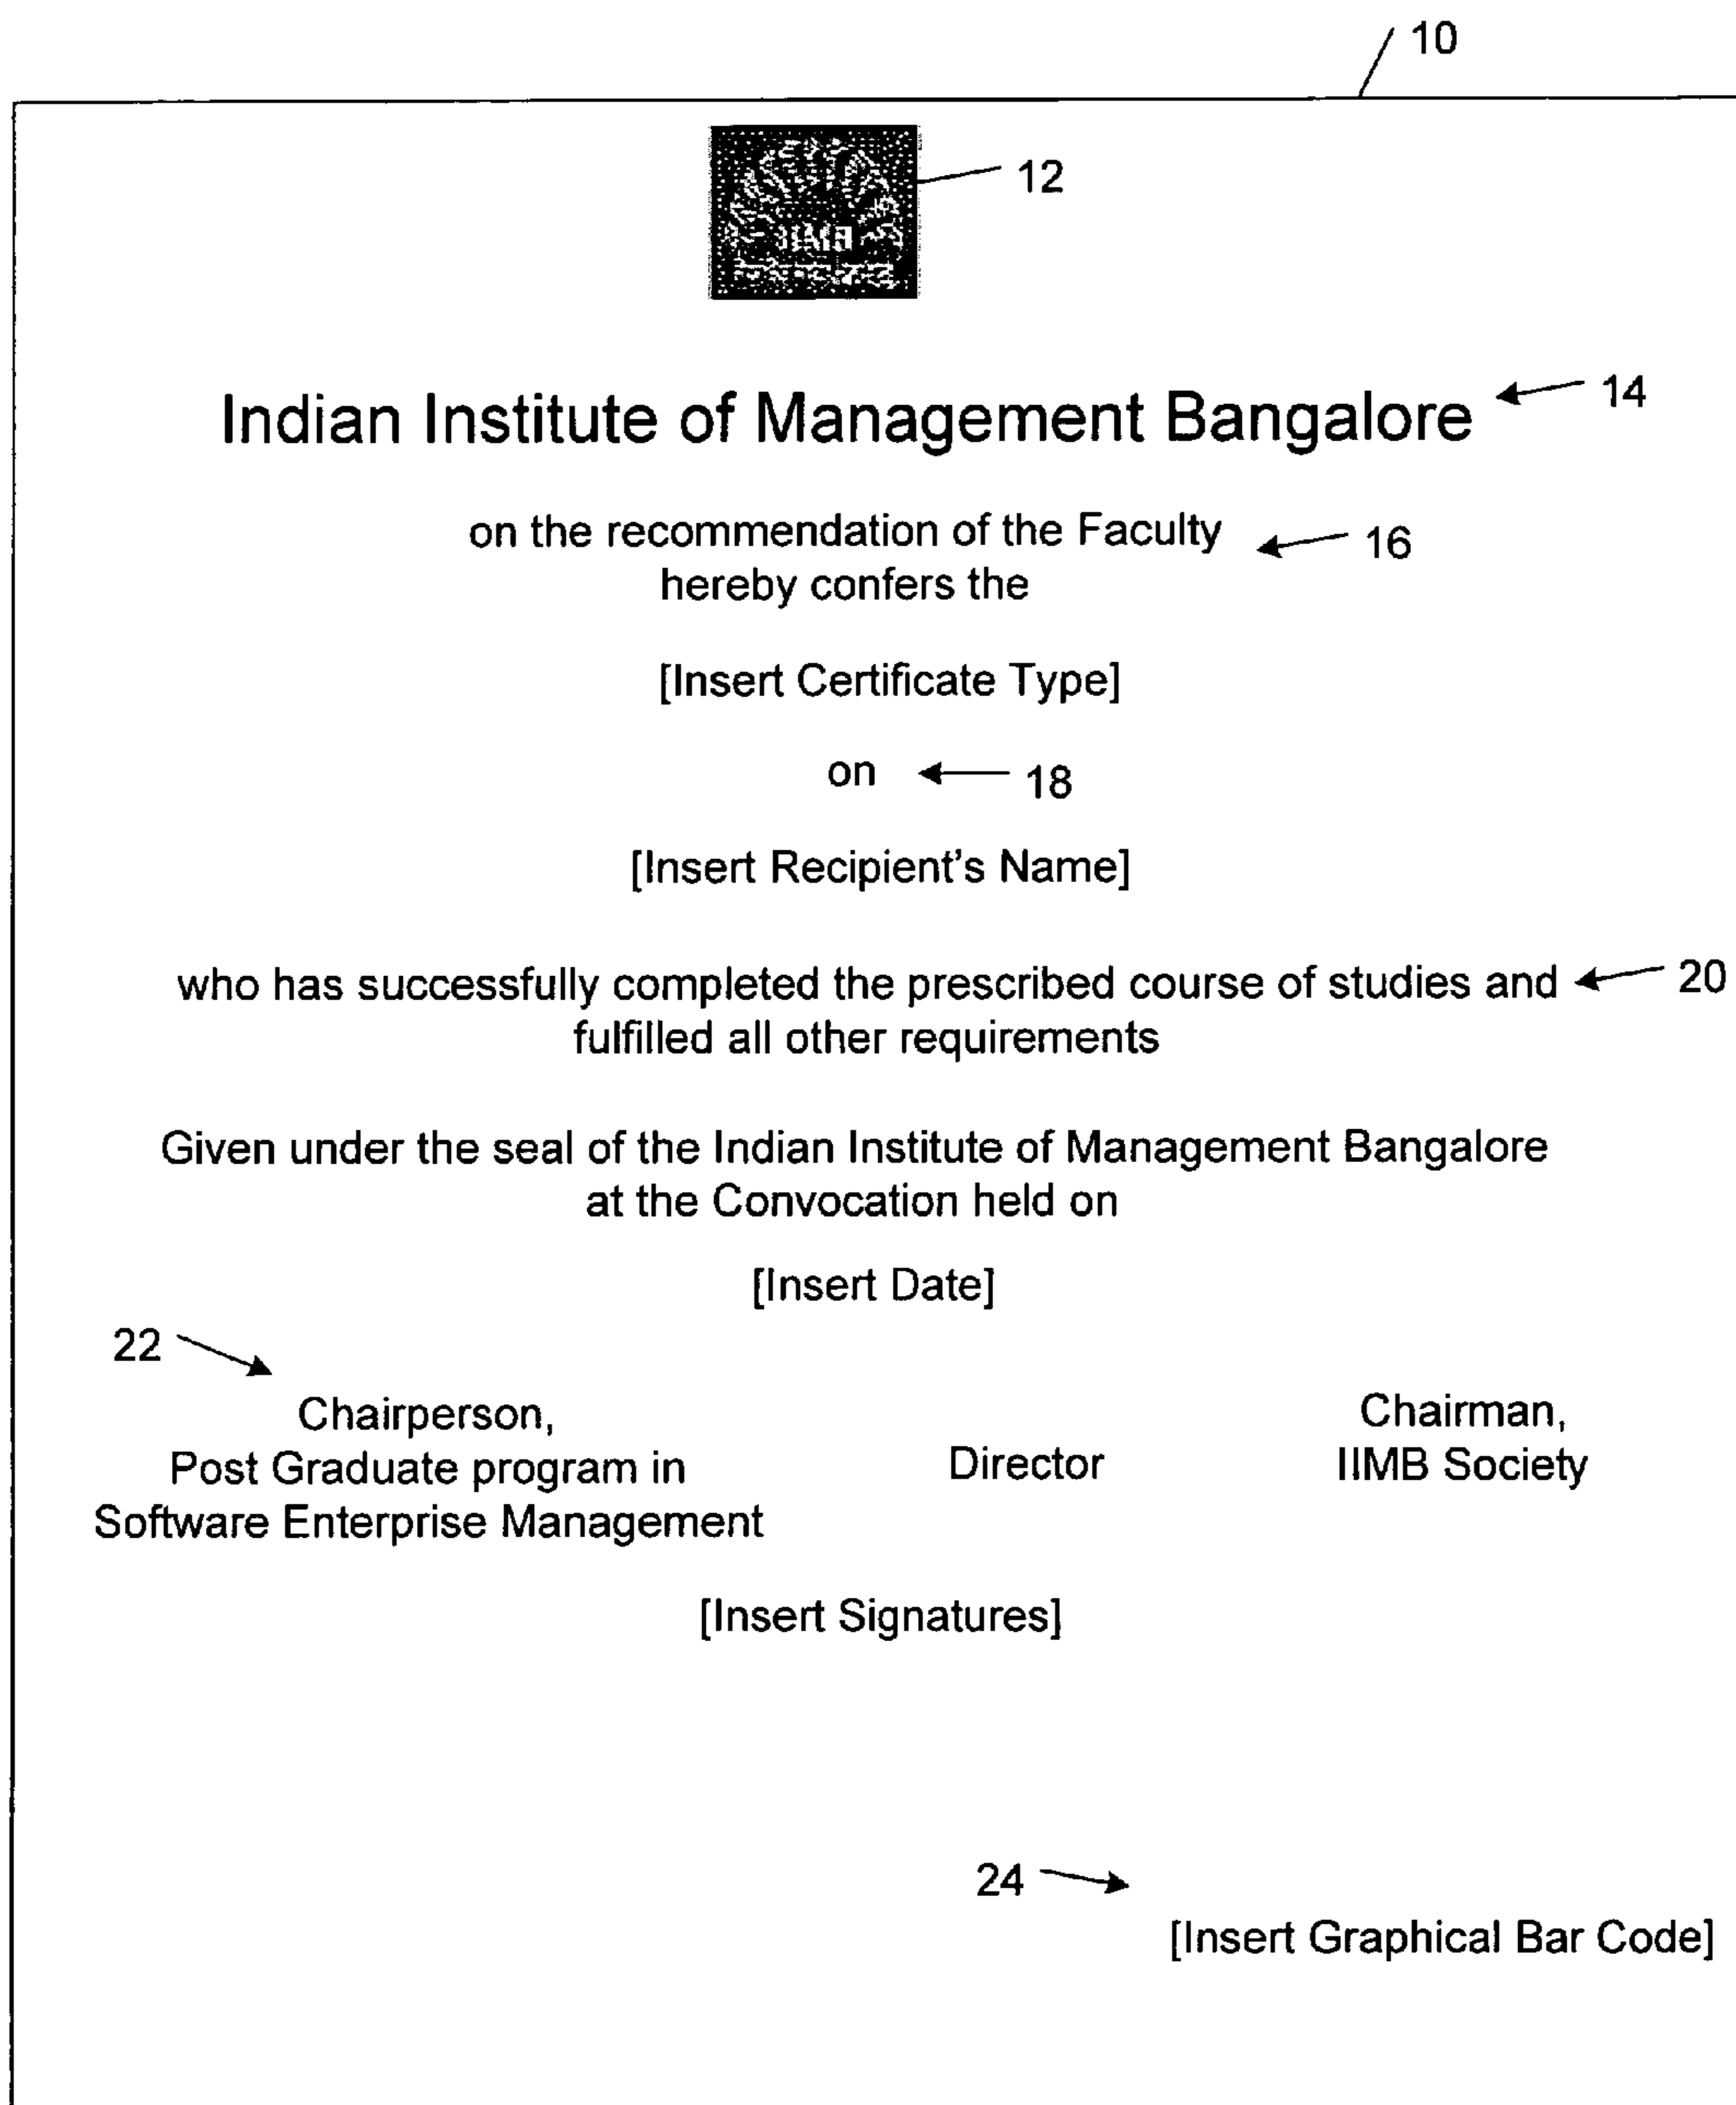 10
12
Indian Institute of Management Bangalore 14
on the recommendation of the Faculty 16
hereby confers the
[Insert Certificate Type]
on 18
[Insert Recipient's Name]
who has successfully completed the prescribed course of studies and 20
fulfilled all other requirements
Given under the seal of the Indian Institute of Management Bangalore
at the Convocation held on
[Insert Date]
22
Chairperson,
Post Graduate program in
Software Enterprise Management
Director
Chairman,
IIMB Society
[Insert Signatures]
24
[Insert Graphical Bar Code]